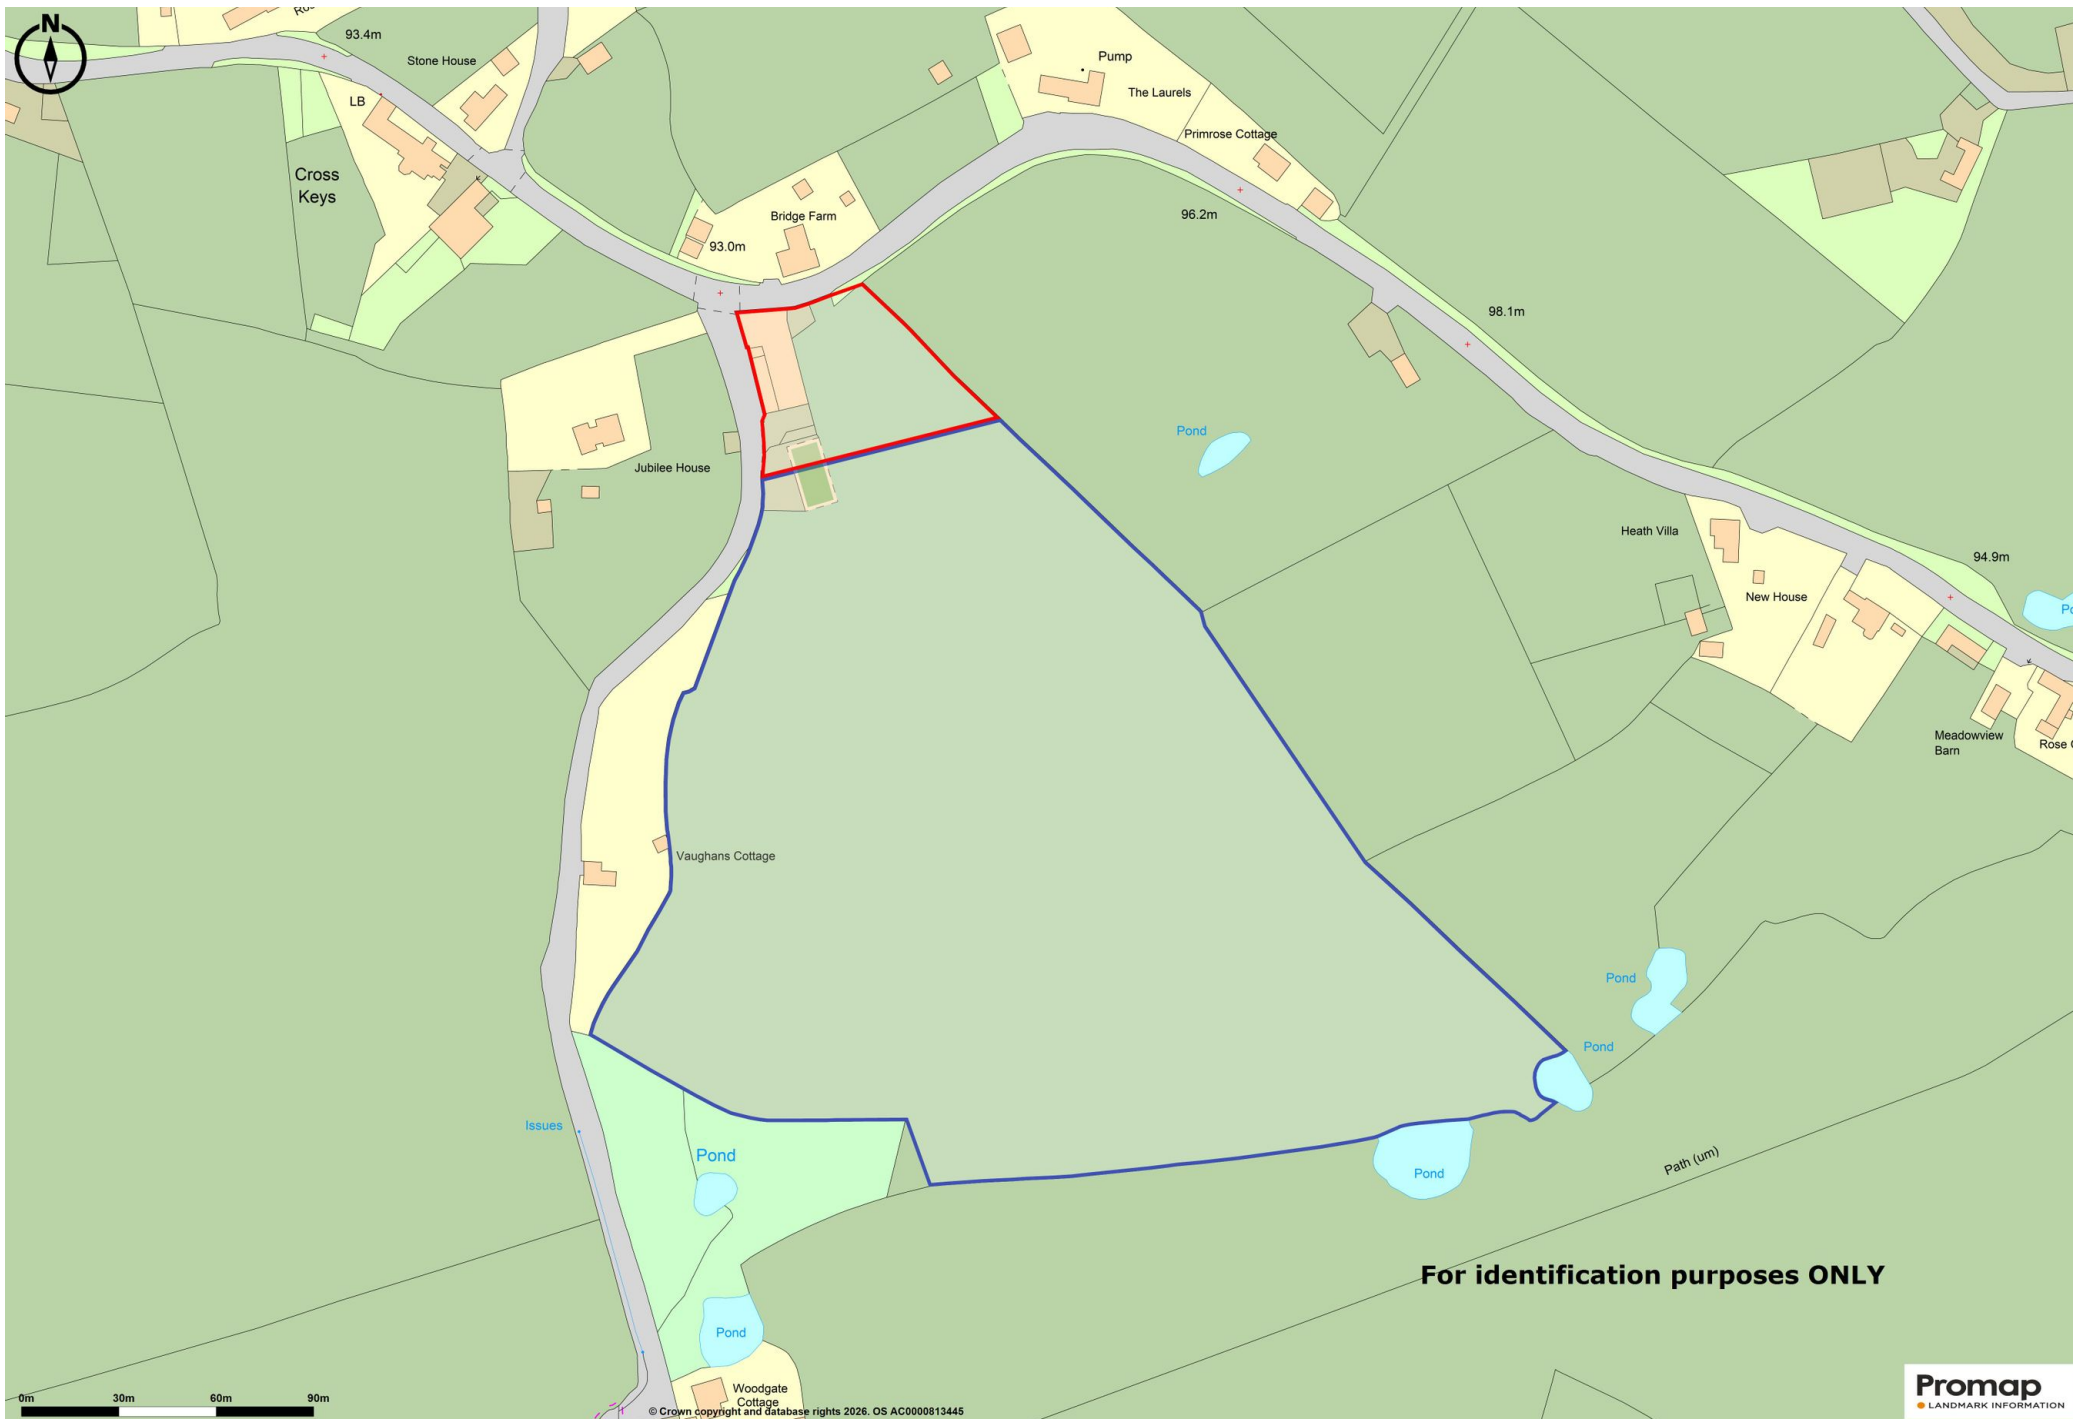 N
93.4m
Stone House
LB
Pump
The Laurels
Primrose Cottage
Cross
Keys
Bridge Farm
93.0m
96.2m
98.1m
Pond
Jubilee House
Heath Villa
94.9m
New House
Meadowview
Barn
Rose
Vaughans Cottage
Pond
Pond
Issues
Pond
Pond
Path (um)
For identification purposes ONLY
Pond
Woodgate
Cottage
0m 30m 60m 90m
© Crown copyright and database rights 2026. OS AC0000813445
Promap
LANDMARK INFORMATION